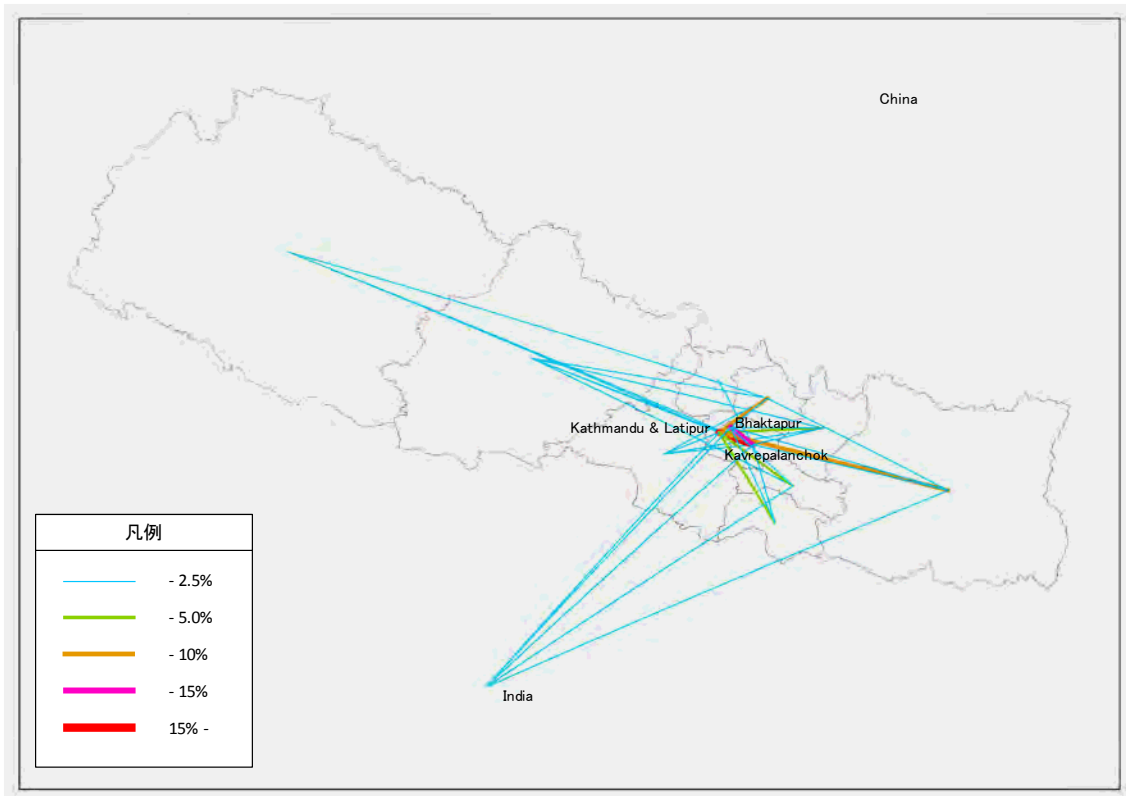 China
Bhaktapur
Kathmandu & Latipur
Kavrepalanchok
India
凡例
- 2.5%
- 5.0%
- 10%
- 15%
15% -